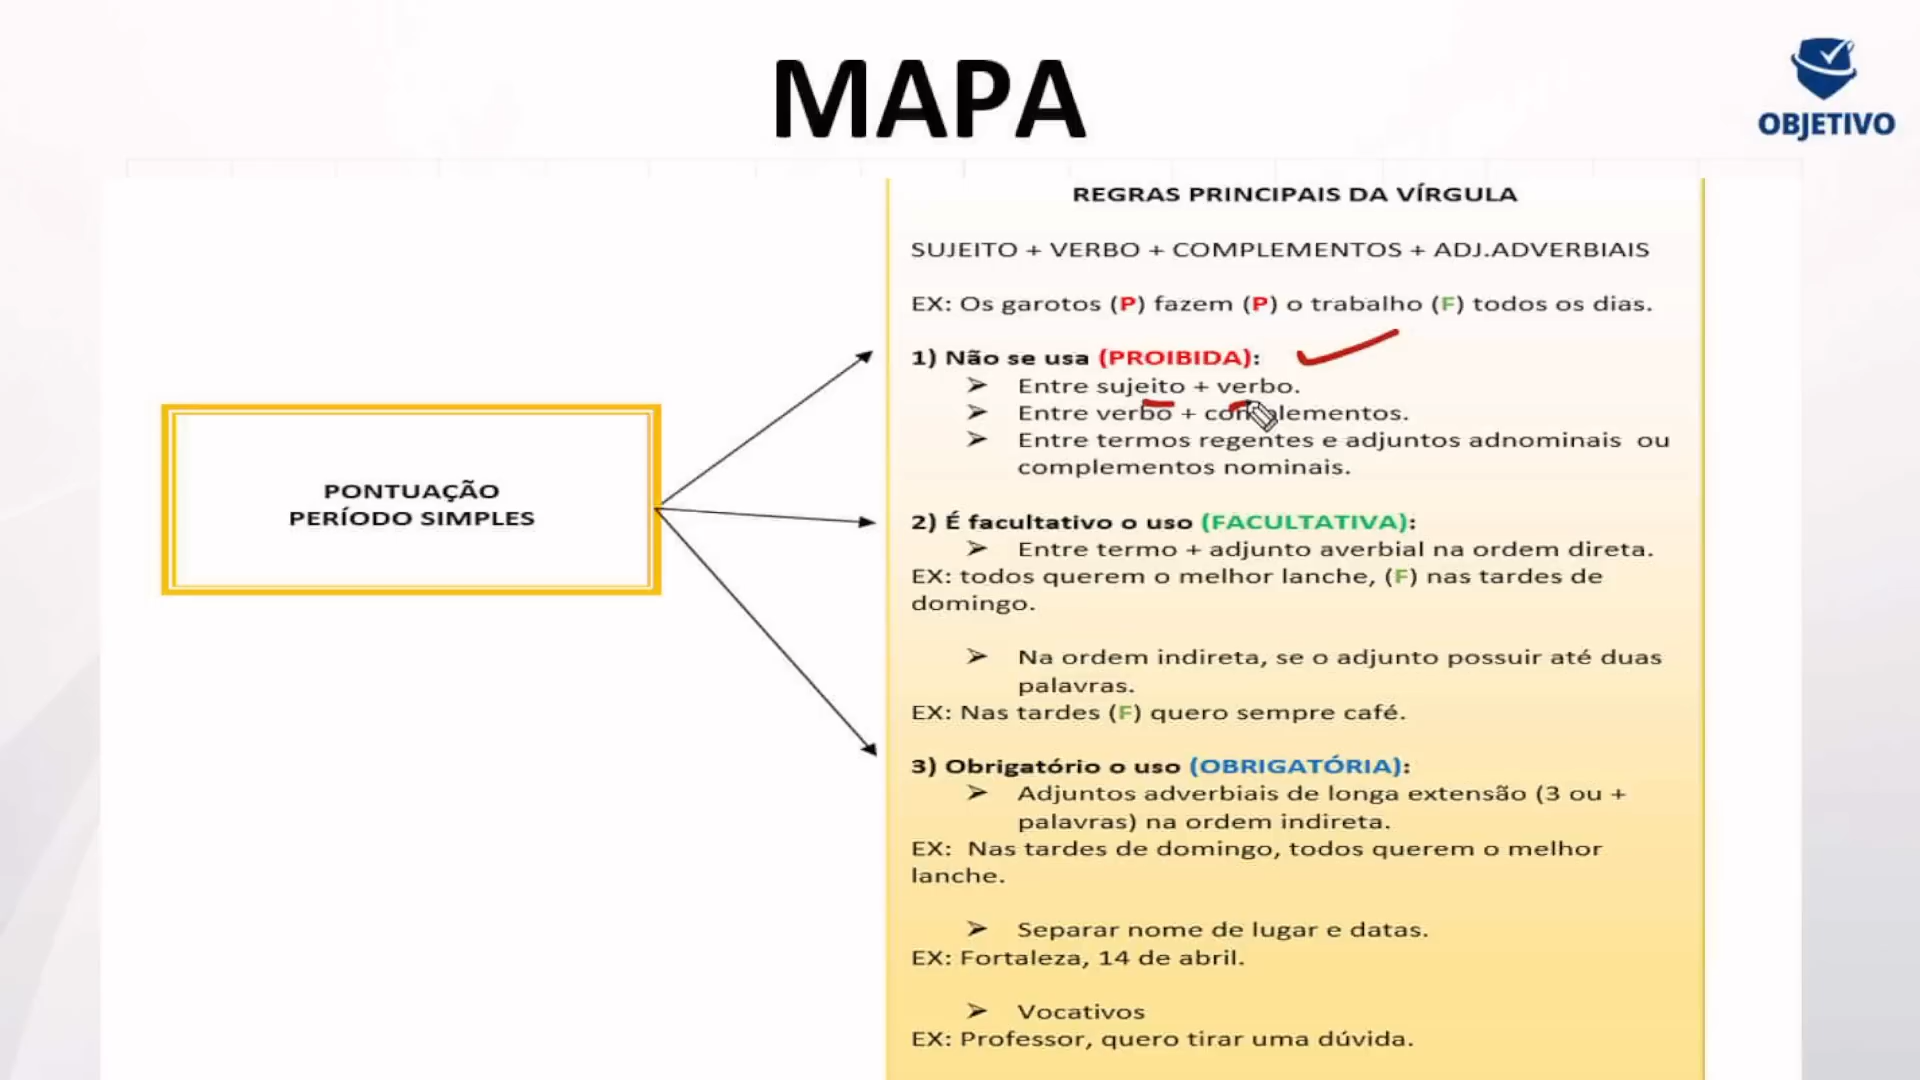 MAPA
OBJETIVO
REGRAS PRINCIPAIS DA VÍRGULA
SUJEITO + VERBO + COMPLEMENTOS + ADJ.ADVERBIAIS
EX: Os garotos (P) fazem (P) o trabalho (F) todos os dias.
1) Não se usa (PROIBIDA):
➢ Entre sujeito + verbo.
➢ Entre verbo + complementos.
➢ Entre termos regentes e adjuntos adnominais ou
complementos nominais.
PONTUAÇÃO
PERÍODO SIMPLES
2) É facultativo o uso (FACULTATIVA):
➢ Entre termo + adjunto averbial na ordem direta.
EX: todos querem o melhor lanche, (F) nas tardes de
domingo.
➢ Na ordem indireta, se o adjunto possuir até duas
palavras.
EX: Nas tardes (F) quero sempre café.
3) Obrigatório o uso (OBRIGATÓRIA):
➢ Adjuntos adverbiais de longa extensão (3 ou +
palavras) na ordem indireta.
EX: Nas tardes de domingo, todos querem o melhor
lanche.
➢ Separar nome de lugar e datas.
EX: Fortaleza, 14 de abril.
➢ Vocativos
EX: Professor, quero tirar uma dúvida.